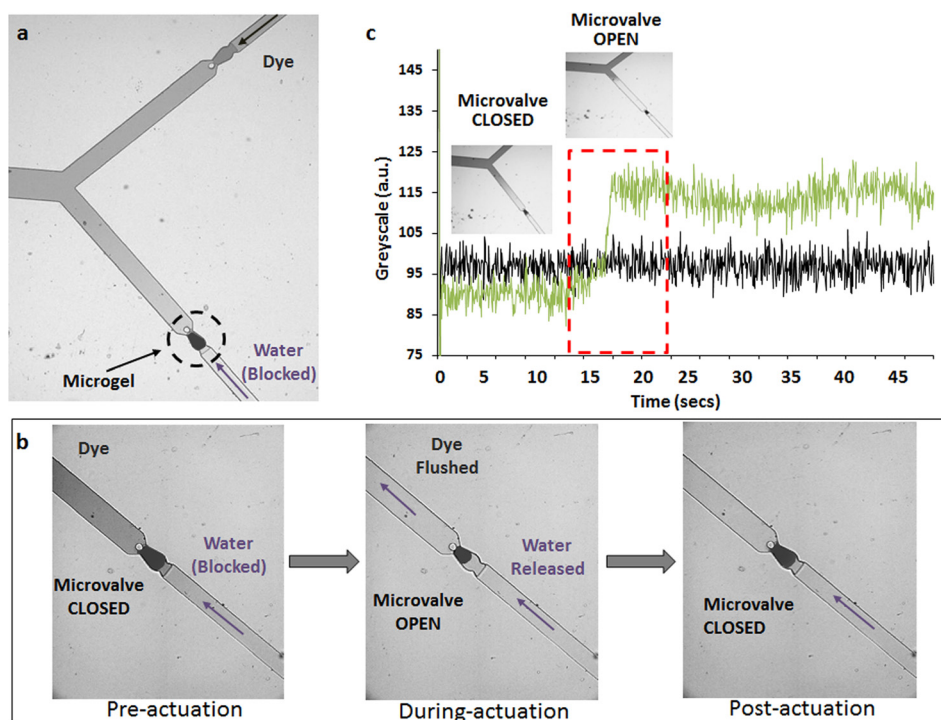 a
Dye
Microgel
Water
(Blocked)
c
Microvalve
OPEN
Microvalve
CLOSED
Greyscale (a.u.)
145
135
125
115
105
95
85
75
0
5
10
15
20
25
30
35
40
45
Time (secs)
b
Dye
Water
(Blocked)
Microvalve
CLOSED
Pre-actuation
Dye
Flushed
Water
Released
Microvalve
OPEN
During-actuation
Microvalve
CLOSED
Post-actuation